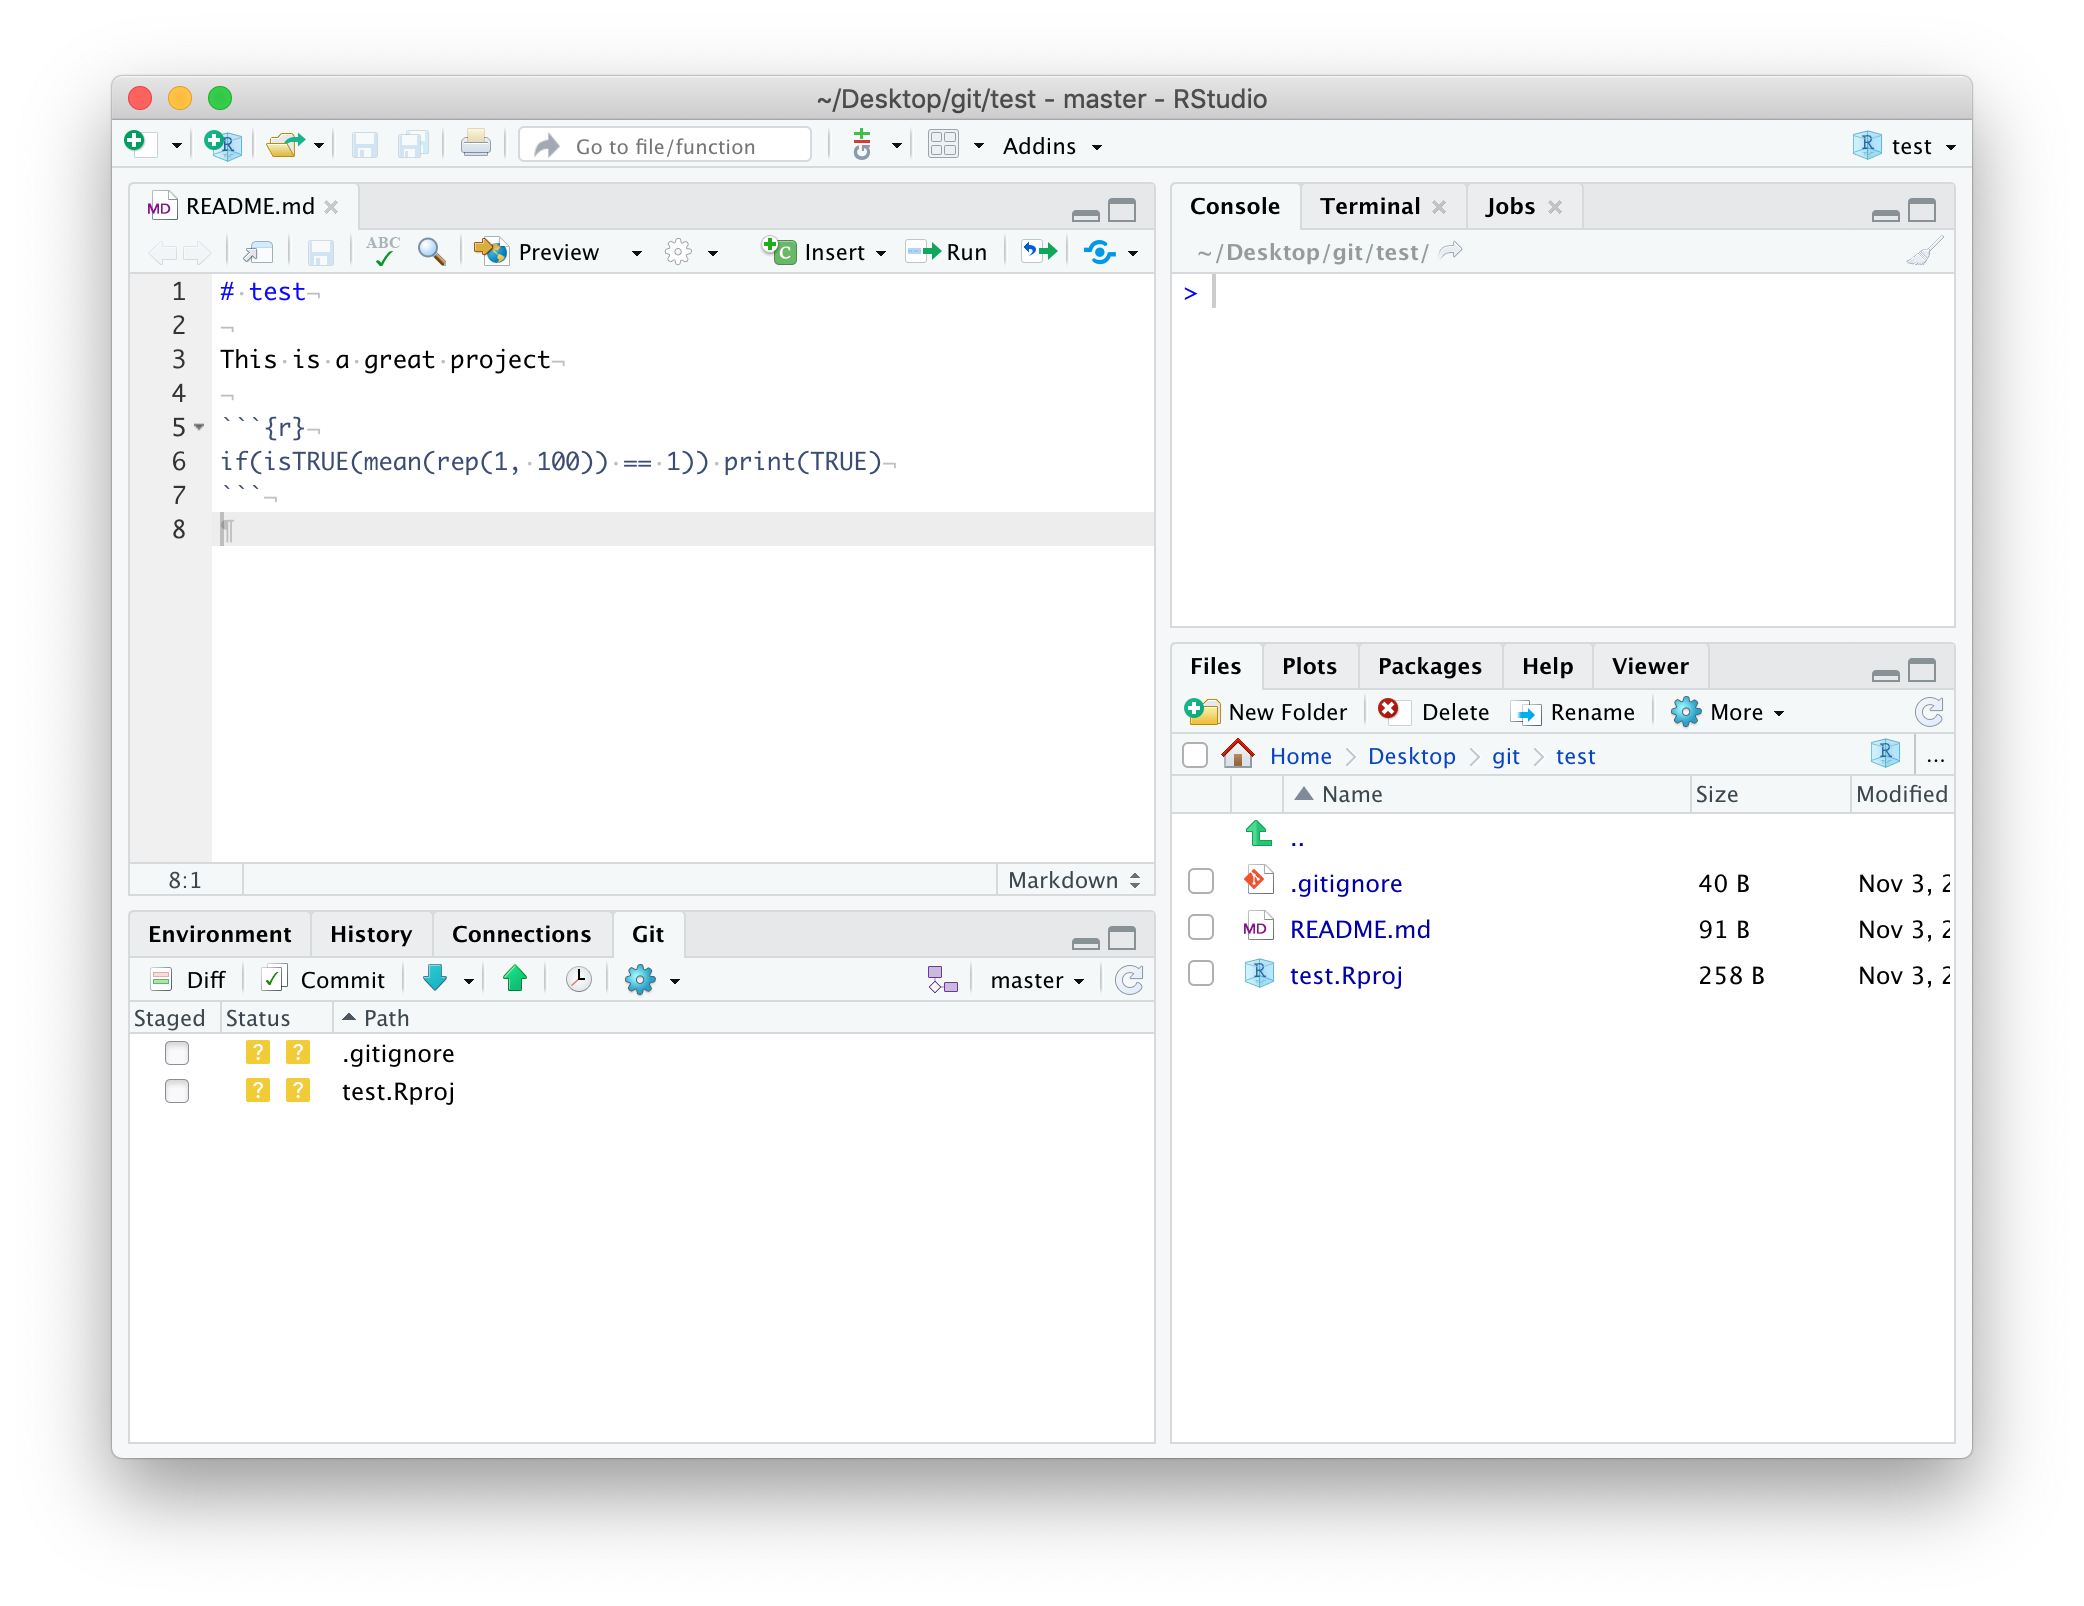 ~/Desktop/git/test - master - RStudio
Go to file/function
Addins
test
MD README.md
ABC Preview Insert Run
1 # test
2
3 This is a great project
4
5 ```{r}
6 if(isTRUE(mean(rep(1, 100)) == 1)) print(TRUE)
7 ```
8
8:1 Markdown
Environment History Connections Git
Diff Commit master
Staged Status Path
? ? .gitignore
? ? test.Rproj
Console Terminal Jobs
~/Desktop/git/test/
>
Files Plots Packages Help Viewer
New Folder Delete Rename More
Home Desktop git test ...
Name Size Modified
..
.gitignore 40 B Nov 3, 2
MD README.md 91 B Nov 3, 2
test.Rproj 258 B Nov 3, 2